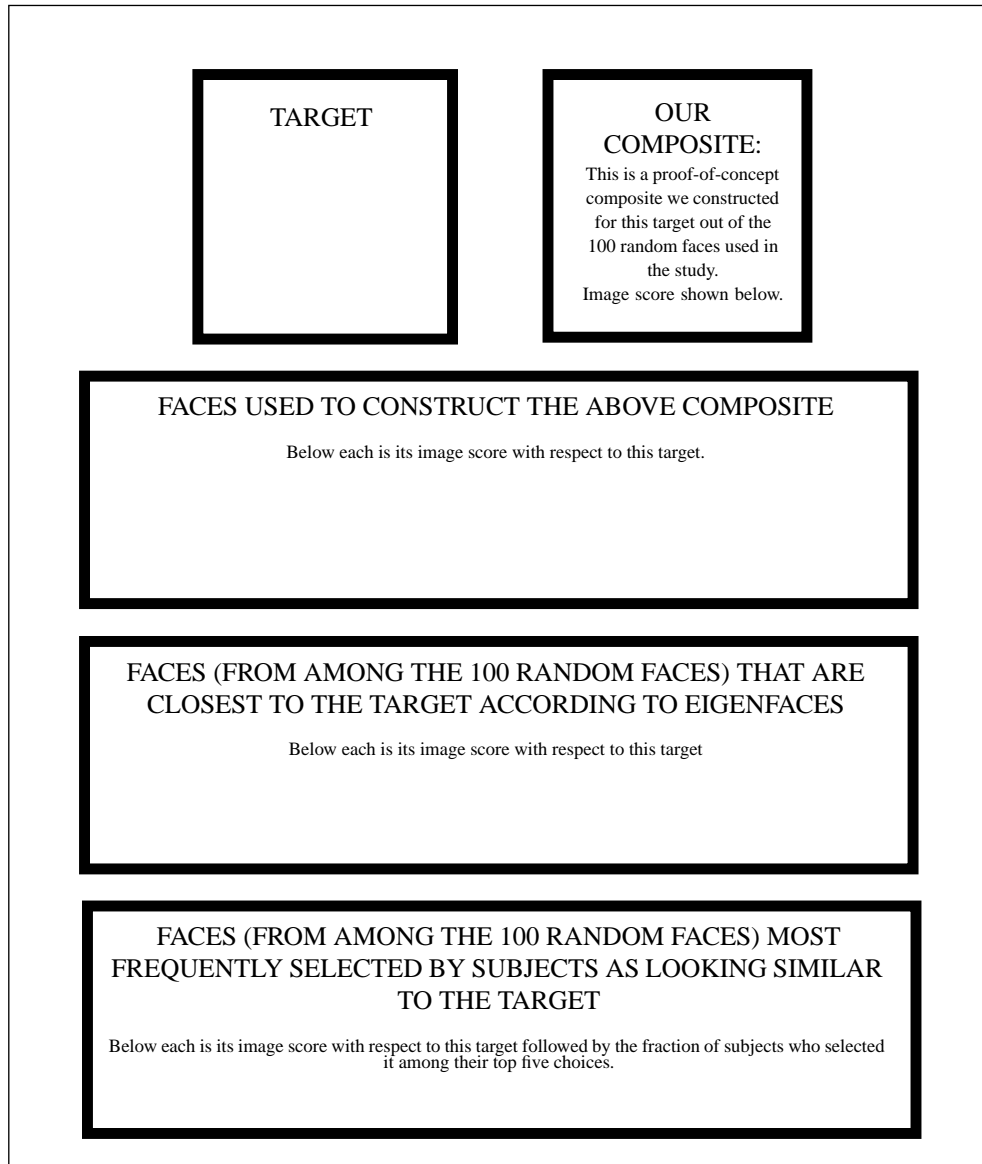 TARGET
OUR
COMPOSITE:
This is a proof-of-concept
composite we constructed
for this target out of the
100 random faces used in
the study.
Image score shown below.
FACES USED TO CONSTRUCT THE ABOVE COMPOSITE
Below each is its image score with respect to this target.
FACES (FROM AMONG THE 100 RANDOM FACES) THAT ARE
CLOSEST TO THE TARGET ACCORDING TO EIGENFACES
Below each is its image score with respect to this target
FACES (FROM AMONG THE 100 RANDOM FACES) MOST
FREQUENTLY SELECTED BY SUBJECTS AS LOOKING SIMILAR
TO THE TARGET
Below each is its image score with respect to this target followed by the fraction of subjects who selected
it among their top five choices.